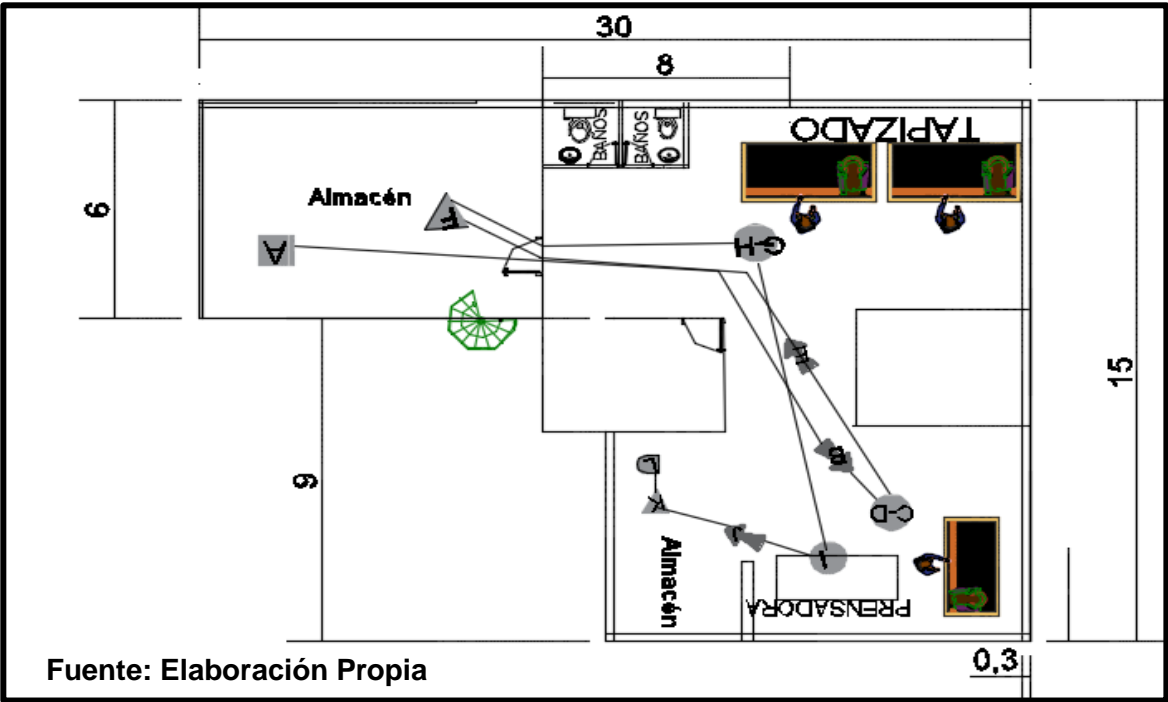 30
8
TAPIZADO
BAÑOS
BAÑOS
6
Almacén
F
A
G-H
E
15
B
9
K
C-D
J
I
Almacén
PRENSADORA
0,3
Fuente: Elaboración Propia